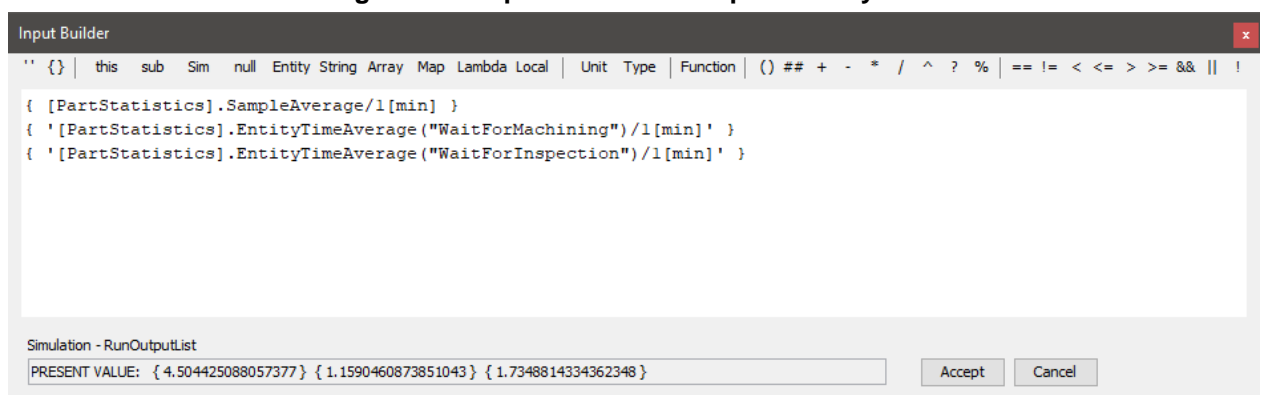 Input Builder
x
'' {} | this sub Sim null Entity String Array Map Lambda Local | Unit Type | Function | () ## + - * / ^ ? % | == != < <= > >= && || !
{ [PartStatistics].SampleAverage/1[min] }
{ '[PartStatistics].EntityTimeAverage("WaitForMachining")/1[min]' }
{ '[PartStatistics].EntityTimeAverage("WaitForInspection")/1[min]' }
Simulation - RunOutputList
PRESENT VALUE: { 4.504425088057377 } { 1.1590460873851043 } { 1.7348814334362348 }
Accept Cancel